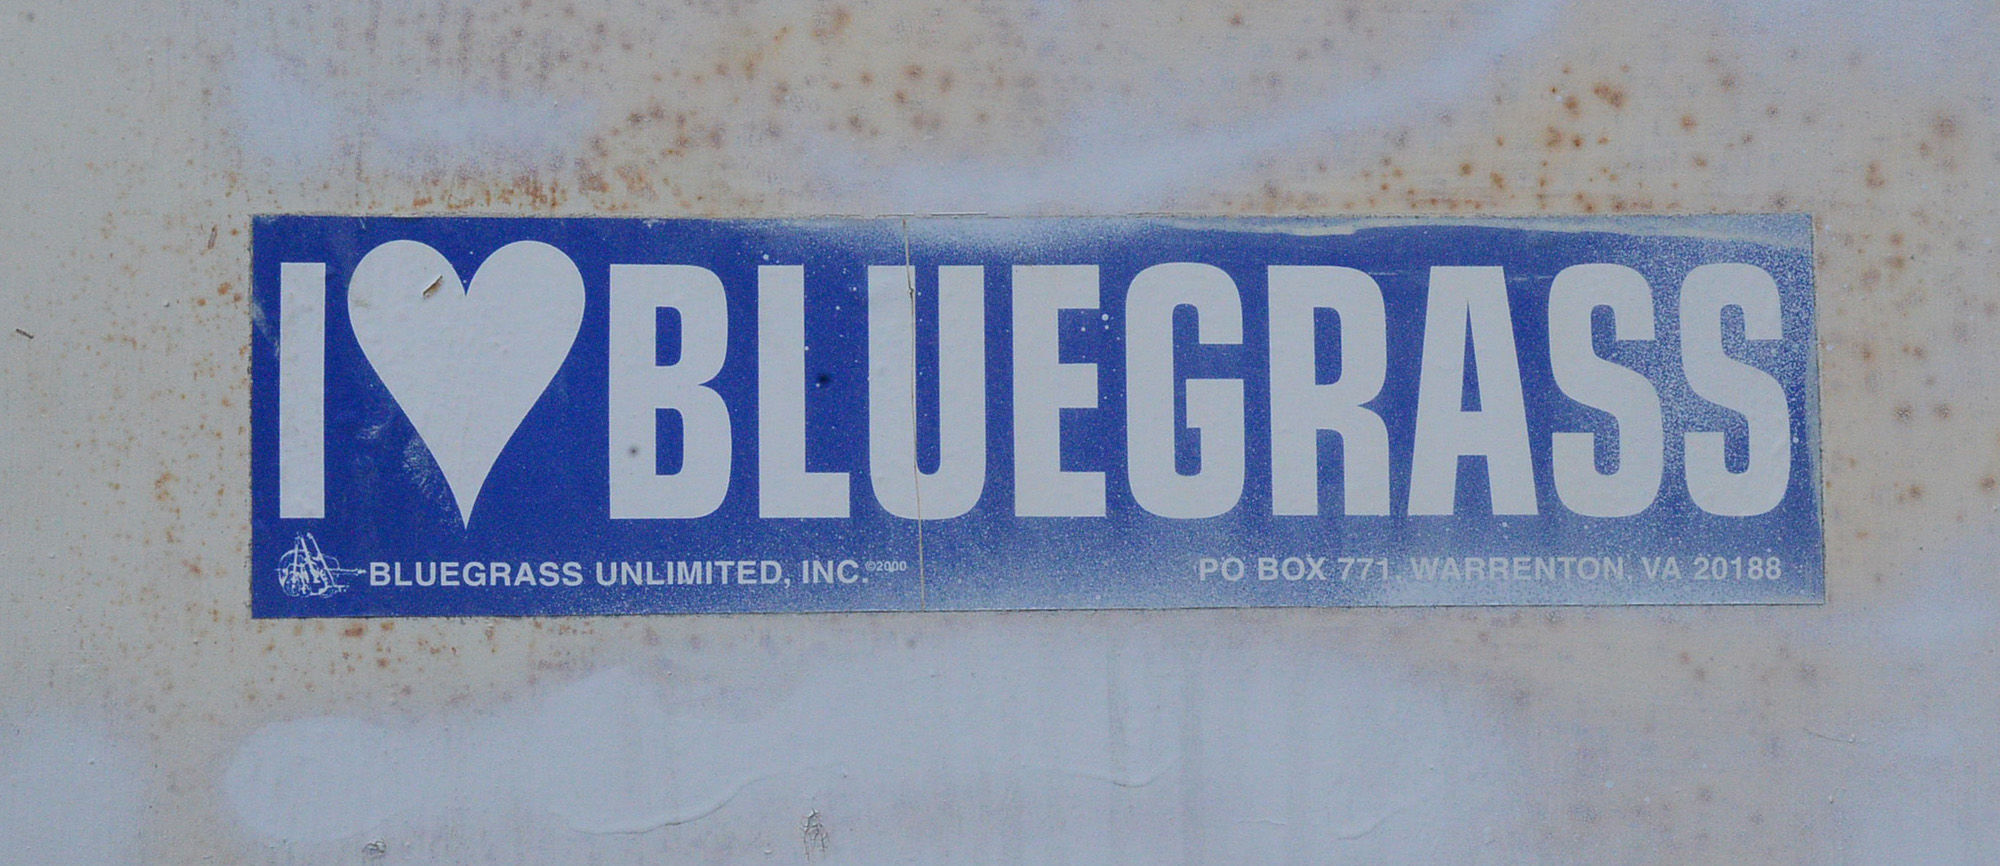 I ♥ BLUEGRASS
BLUEGRASS UNLIMITED, INC.©2000 PO BOX 771, WARRENTON, VA 20188